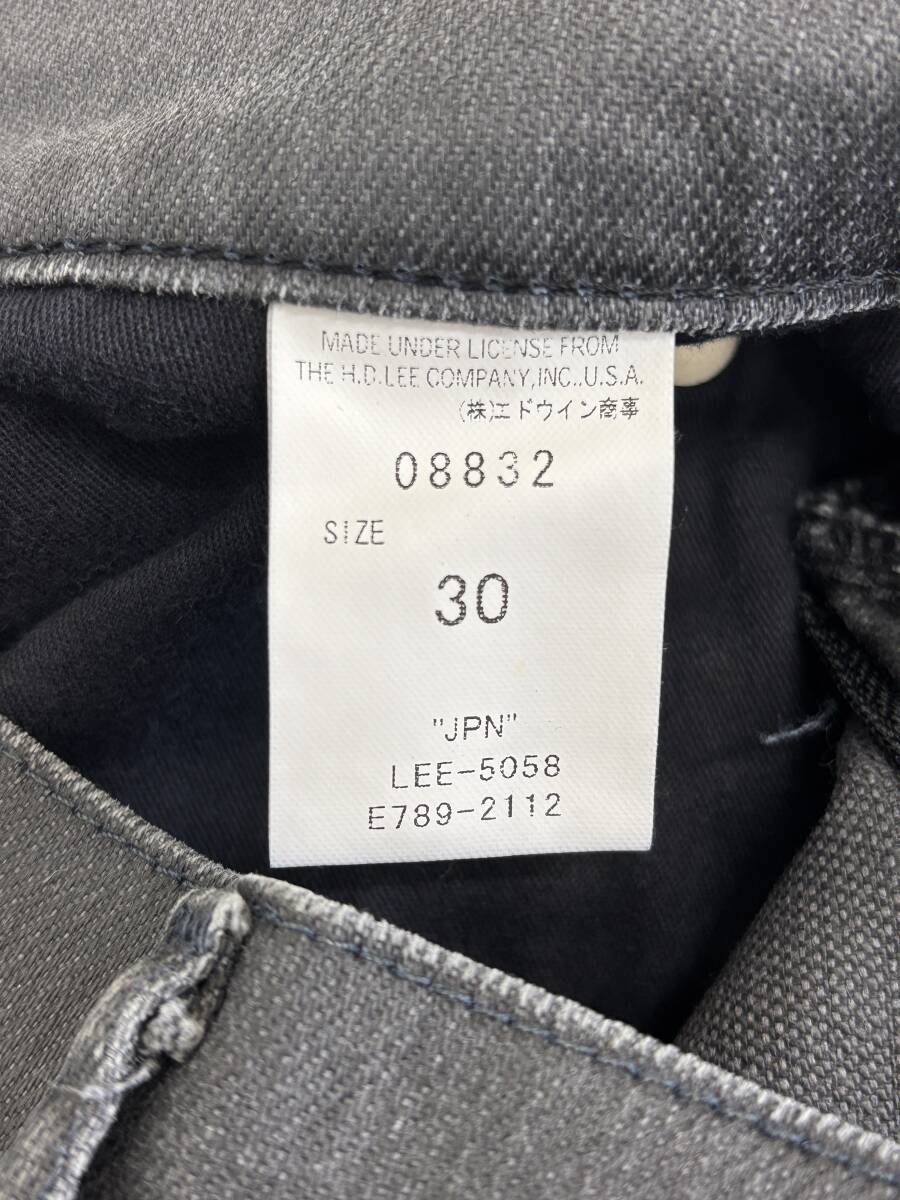 MADE UNDER LICENSE FROM
THE H.D.LEE COMPANY,INC.,U.S.A.
(株)エドウイン商事
08832
SIZE
30
"JPN"
LEE-5058
E789-2112